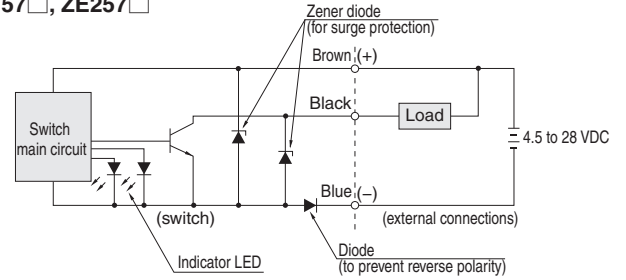 57□, ZE257□
Zener diode
(for surge protection)
Brown (+)
Black
Load
Switch
main circuit
4.5 to 28 VDC
Blue (−)
(switch)
(external connections)
Indicator LED
Diode
(to prevent reverse polarity)